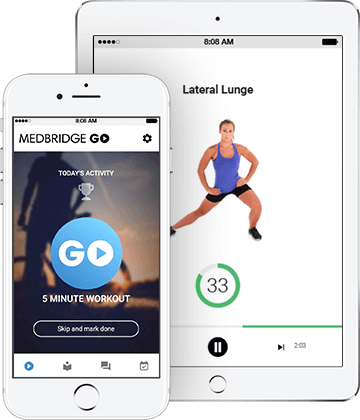 8:08 AM
MEDBRIDGE GO
TODAY'S ACTIVITY
GO
5 MINUTE WORKOUT
Skip and mark done
8:08 AM
Lateral Lunge
33
2:03